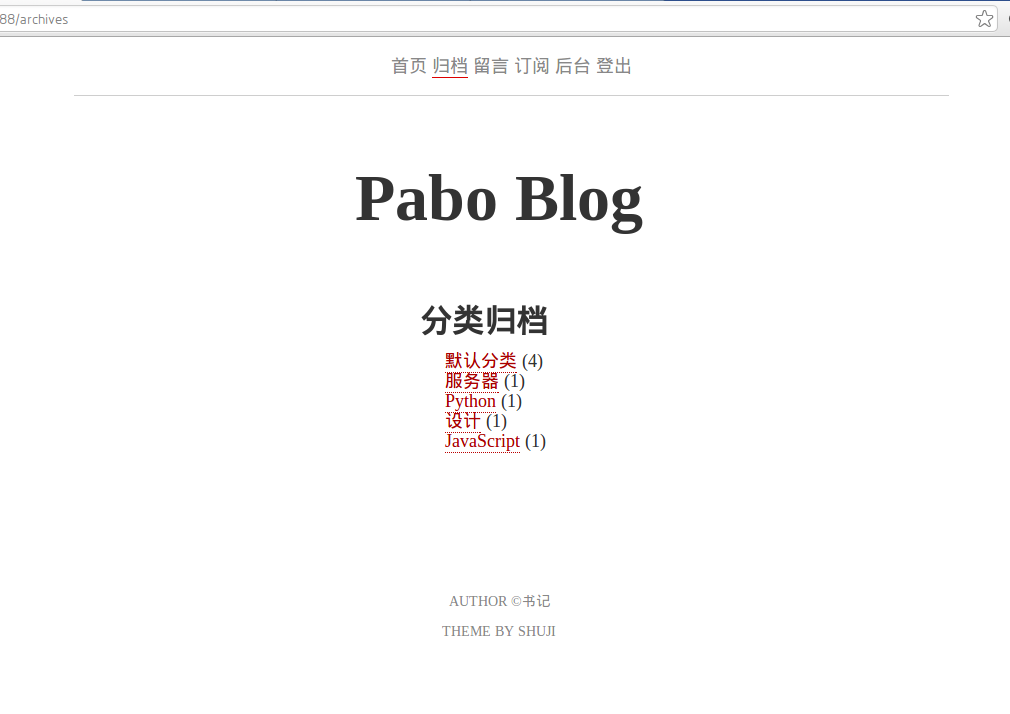 88/archives
首页 归档 留言 订阅 后台 登出
Pabo Blog
分类归档
默认分类 (4)
服务器 (1)
Python (1)
设计 (1)
JavaScript (1)
AUTHOR ©书记
THEME BY SHUJI